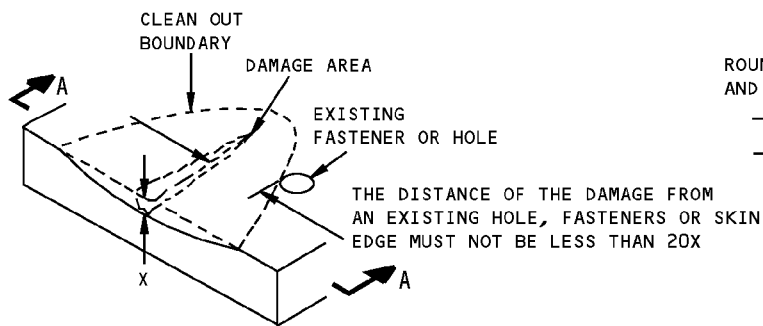 CLEAN OUT
BOUNDARY
DAMAGE AREA
A
EXISTING
FASTENER OR HOLE
THE DISTANCE OF THE DAMAGE FROM
AN EXISTING HOLE, FASTENERS OR SKIN
EDGE MUST NOT BE LESS THAN 20X
X
A
AND